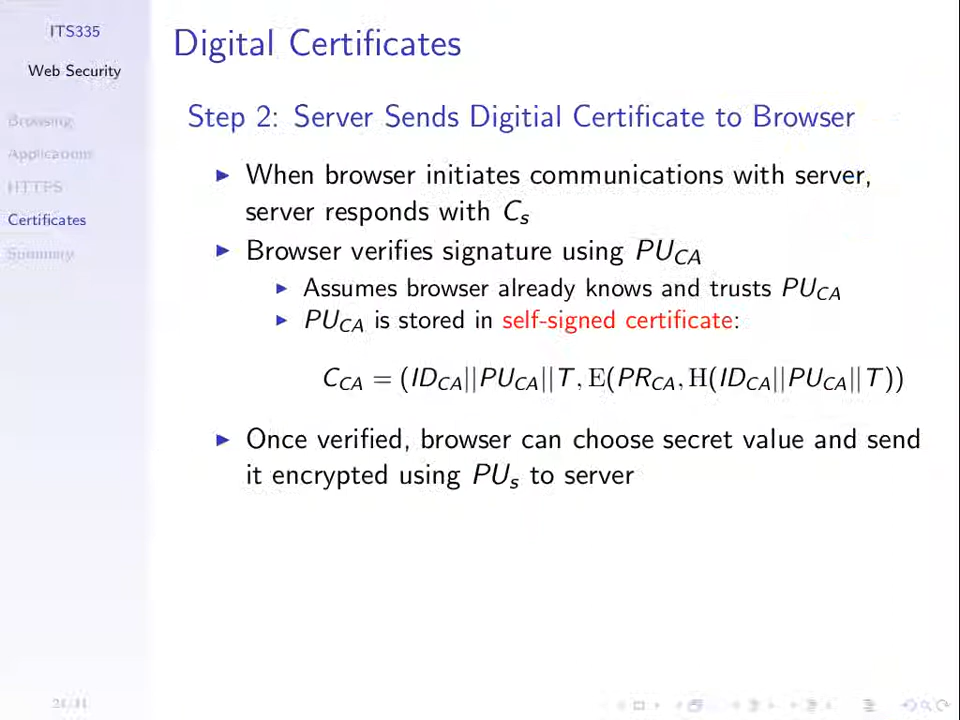 ITS335
Web Security
Browsing
Applications
HTTPS
Certificates
Summary
Digital Certificates
Step 2: Server Sends Digitial Certificate to Browser
▶ When browser initiates communications with server,
server responds with C_s
▶ Browser verifies signature using PU_CA
▶ Assumes browser already knows and trusts PU_CA
▶ PU_CA is stored in self-signed certificate:
C_CA = (ID_CA||PU_CA||T, E(PR_CA, H(ID_CA||PU_CA||T))
▶ Once verified, browser can choose secret value and send
it encrypted using PU_s to server